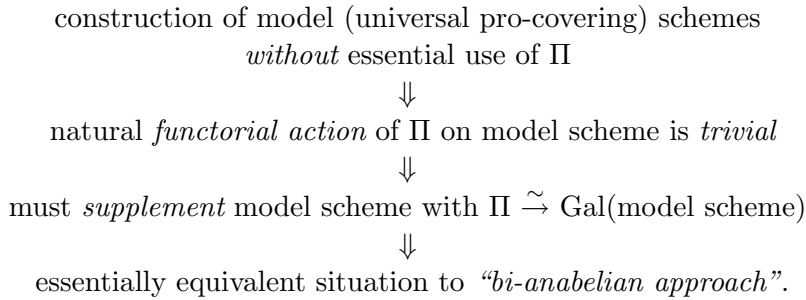 construction of model (universal pro-covering) schemes
without essential use of Π
⇓
natural functorial action of Π on model scheme is trivial
⇓
must supplement model scheme with Π ⥲ Gal(model scheme)
⇓
essentially equivalent situation to “bi-anabelian approach”.